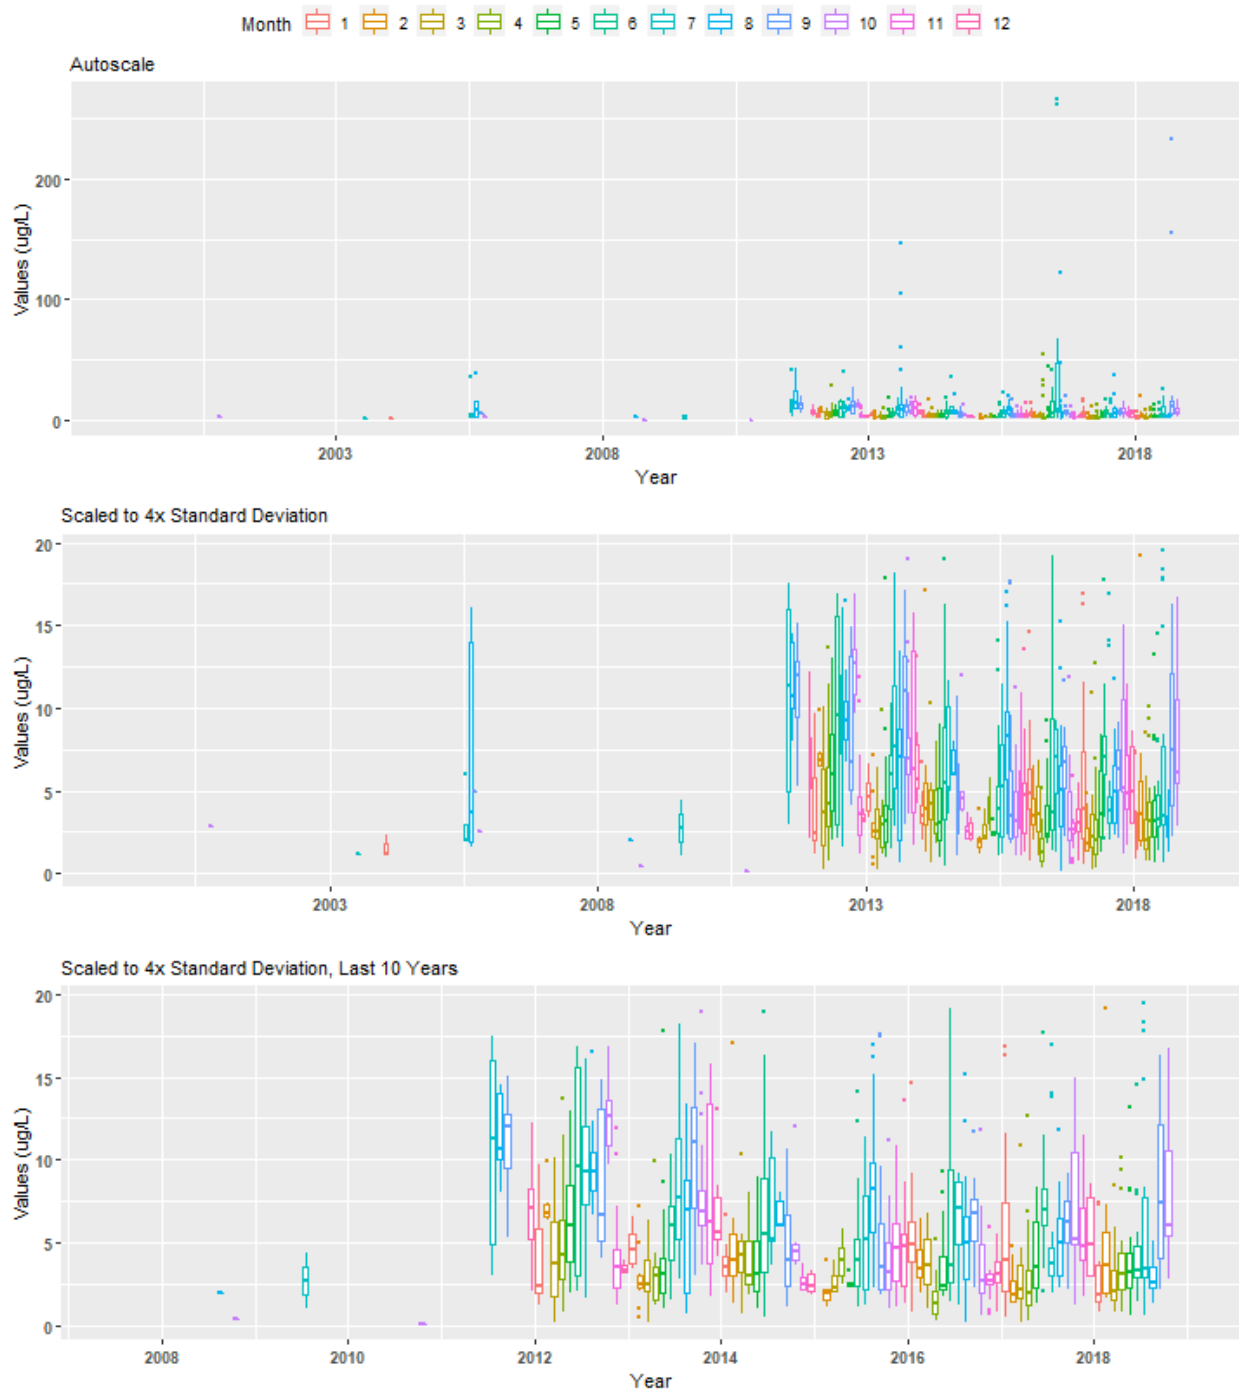 Month 1 2 3 4 5 6 7 8 9 10 11 12
Autoscale
Values (ug/L)
200
100
0
2003 2008 2013 2018
Year
Scaled to 4x Standard Deviation
Values (ug/L)
20
15
10
5
0
2003 2008 2013 2018
Year
Scaled to 4x Standard Deviation, Last 10 Years
Values (ug/L)
20
15
10
5
0
2008 2010 2012 2014 2016 2018
Year